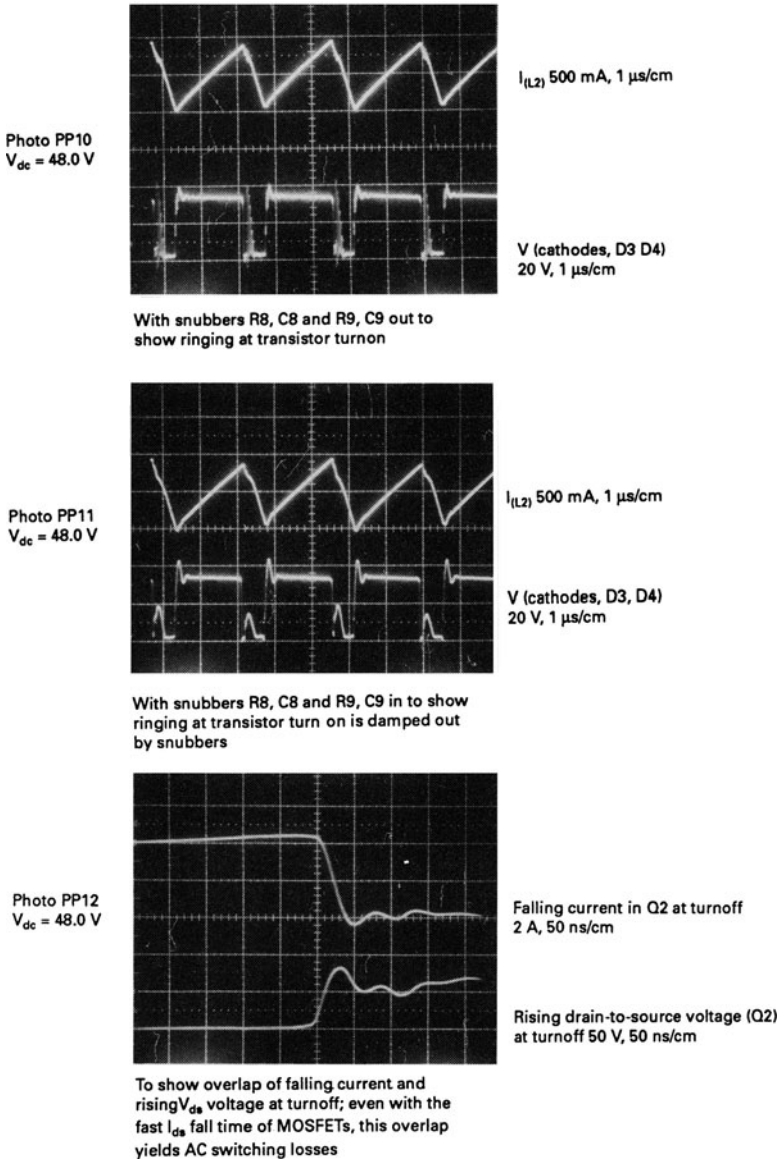 Photo PP10
V_dc = 48.0 V
I_(L2) 500 mA, 1 µs/cm
V (cathodes, D3 D4)
20 V, 1 µs/cm
With snubbers R8, C8 and R9, C9 out to
show ringing at transistor turnon
Photo PP11
V_dc = 48.0 V
I_(L2) 500 mA, 1 µs/cm
V (cathodes, D3, D4)
20 V, 1 µs/cm
With snubbers R8, C8 and R9, C9 in to show
ringing at transistor turn on is damped out
by snubbers
Photo PP12
V_dc = 48.0 V
Falling current in Q2 at turnoff
2 A, 50 ns/cm
Rising drain-to-source voltage (Q2)
at turnoff 50 V, 50 ns/cm
To show overlap of falling current and
risingV_ds voltage at turnoff; even with the
fast I_ds fall time of MOSFETs, this overlap
yields AC switching losses